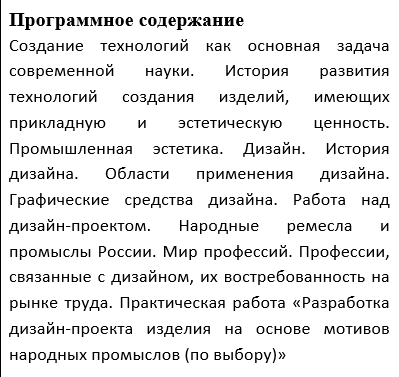 Программное содержание
Создание технологий как основная задача
современной науки. История развития
технологий создания изделий, имеющих
прикладную и эстетическую ценность.
Промышленная эстетика. Дизайн. История
дизайна. Области применения дизайна.
Графические средства дизайна. Работа над
дизайн-проектом. Народные ремесла и
промыслы России. Мир профессий. Профессии,
связанные с дизайном, их востребованность на
рынке труда. Практическая работа «Разработка
дизайн-проекта изделия на основе мотивов
народных промыслов (по выбору)»